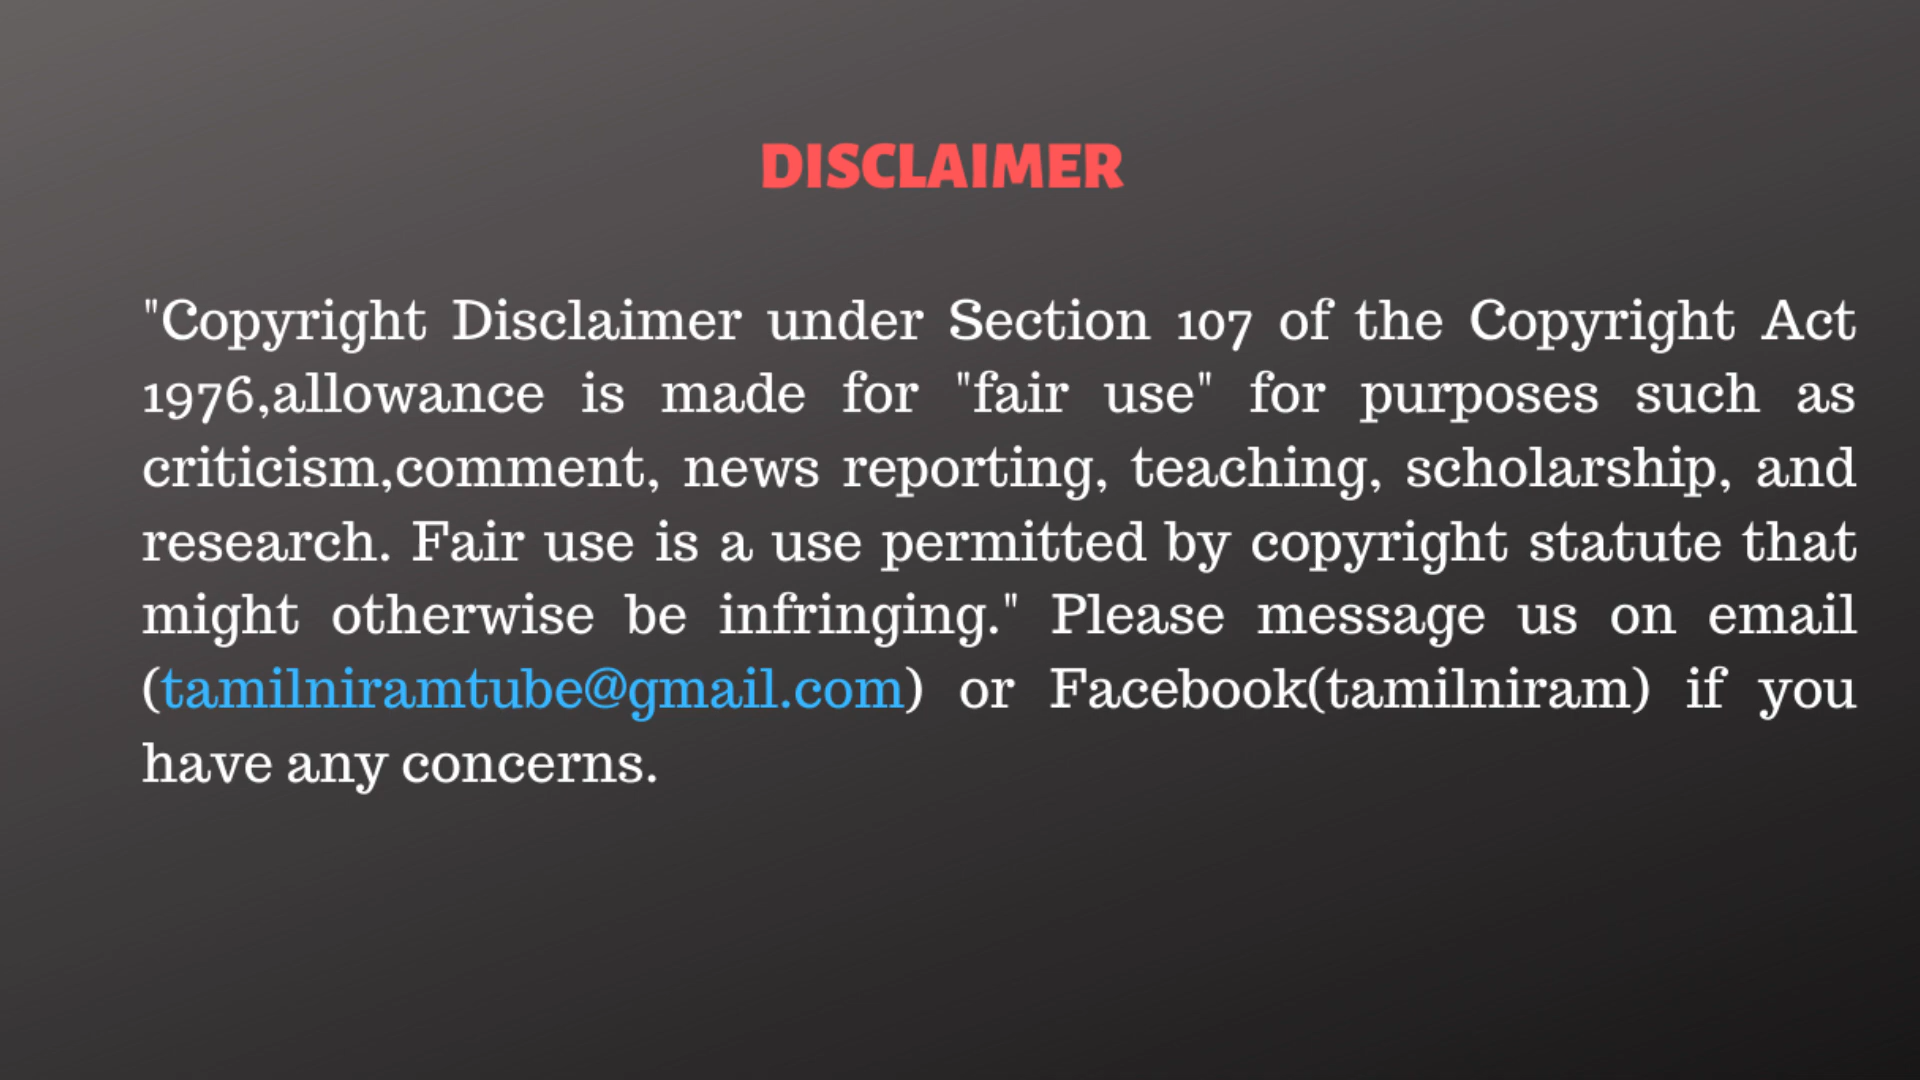 DISCLAIMER
"Copyright Disclaimer under Section 107 of the Copyright Act
1976,allowance is made for "fair use" for purposes such as
criticism,comment, news reporting, teaching, scholarship, and
research. Fair use is a use permitted by copyright statute that
might otherwise be infringing." Please message us on email
(tamilniramtube@gmail.com) or Facebook(tamilniram) if you
have any concerns.